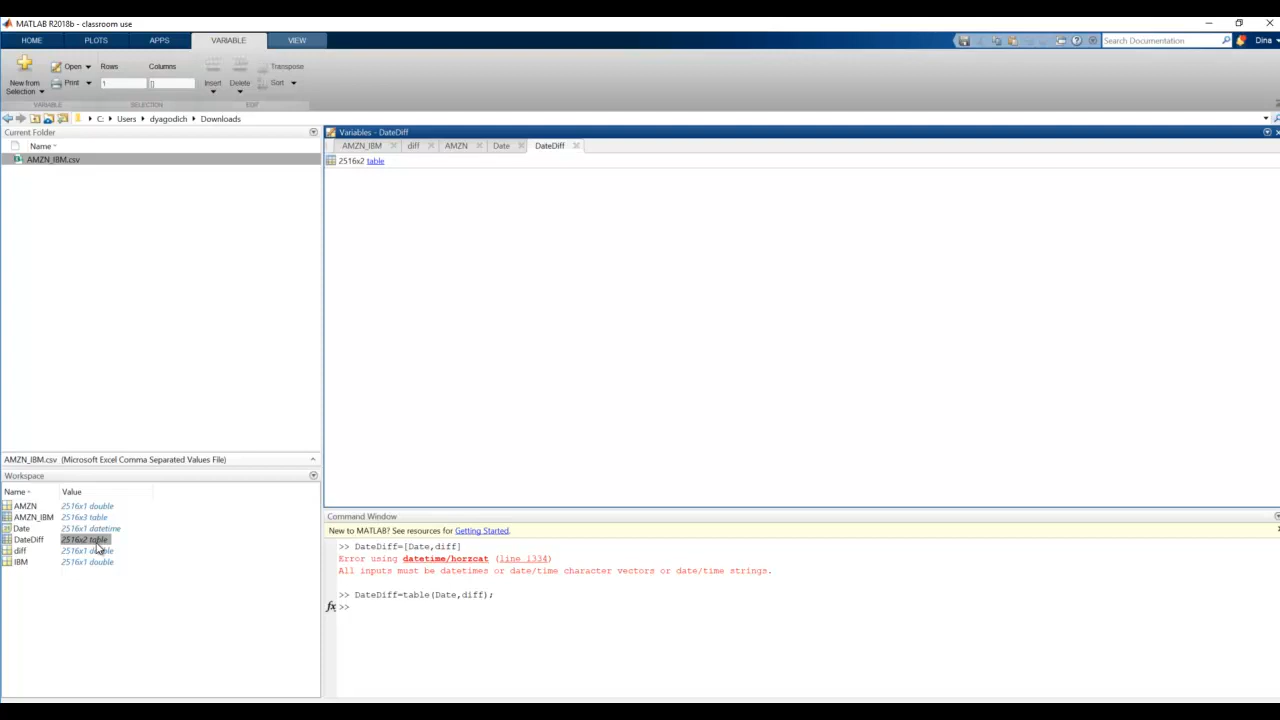 MATLAB R2018b - classroom use
HOME PLOTS APPS VARIABLE VIEW
Search Documentation
Dina
New from Selection
Open
Print
Rows
1
Columns
Insert
Delete
Transpose
Sort
VARIABLE SELECTION EDIT
C: Users dyagodich Downloads
Current Folder
Name
AMZN_IBM.csv
Variables - DateDiff
AMZN_IBM diff AMZN Date DateDiff
2516x2 table
AMZN_IBM.csv (Microsoft Excel Comma Separated Values File)
Workspace
Name Value
AMZN 2516x1 double
AMZN_IBM 2516x3 table
Date 2516x1 datetime
DateDiff 2516x2 table
diff 2516x1 double
IBM 2516x1 double
Command Window
New to MATLAB? See resources for Getting Started.
>> DateDiff=[Date,diff]
Error using datetime/horzcat (line 1334)
All inputs must be datetimes or date/time character vectors or date/time strings.
>> DateDiff=table(Date,diff);
fx >>